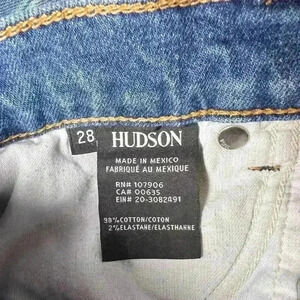 28
HUDSON
MADE IN MEXICO
FABRIQUÉ AU MEXIQUE
RN# 107906
CA# 00635
EIN# 20-3082491
98%COTTON/COTON
2%ELASTANE/ELASTHANNE